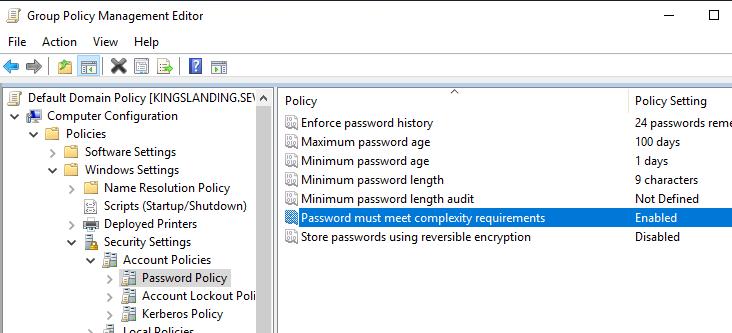 Group Policy Management Editor
File Action View Help
Default Domain Policy [KINGSLANDING.SEV
Computer Configuration
Policies
Software Settings
Windows Settings
Name Resolution Policy
Scripts (Startup/Shutdown)
Deployed Printers
Security Settings
Account Policies
Password Policy
Account Lockout Poli
Kerberos Policy
Local Policies
Policy Policy Setting
Enforce password history 24 passwords reme
Maximum password age 100 days
Minimum password age 1 days
Minimum password length 9 characters
Minimum password length audit Not Defined
Password must meet complexity requirements Enabled
Store passwords using reversible encryption Disabled